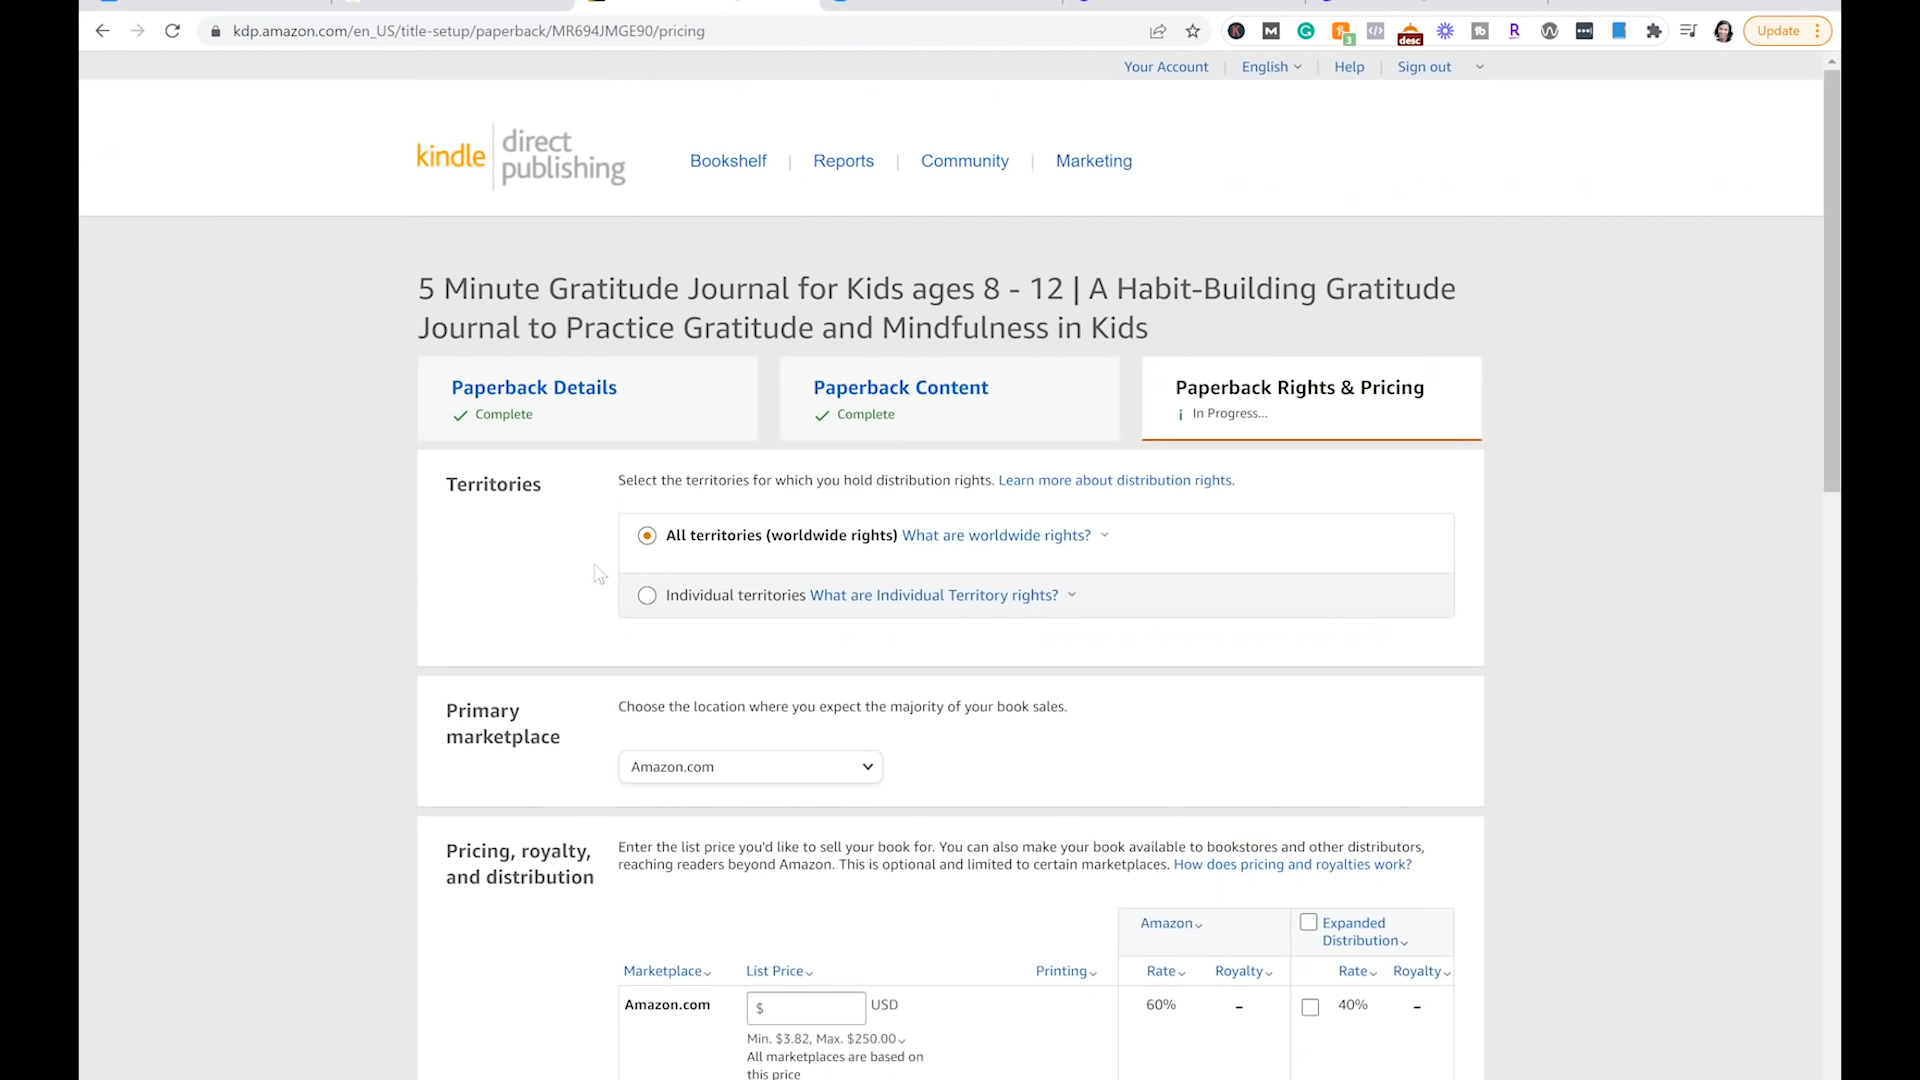 kdp.amazon.com/en_US/title-setup/paperback/MR694JMGE90/pricing
3
desc
Update
Your Account
English
Help
Sign out
kindle direct publishing
Bookshelf
Reports
Community
Marketing
5 Minute Gratitude Journal for Kids ages 8 - 12 | A Habit-Building Gratitude
Journal to Practice Gratitude and Mindfulness in Kids
Paperback Details
Complete
Paperback Content
Complete
Paperback Rights & Pricing
In Progress...
Territories
Select the territories for which you hold distribution rights. Learn more about distribution rights.
All territories (worldwide rights) What are worldwide rights?
Individual territories What are Individual Territory rights?
Primary
marketplace
Choose the location where you expect the majority of your book sales.
Amazon.com
Pricing, royalty,
and distribution
Enter the list price you'd like to sell your book for. You can also make your book available to bookstores and other distributors,
reaching readers beyond Amazon. This is optional and limited to certain marketplaces. How does pricing and royalties work?
Amazon
Expanded
Distribution
Marketplace
List Price
Printing
Rate
Royalty
Rate
Royalty
Amazon.com
$
USD
60%
–
40%
–
Min. $3.82, Max. $250.00
All marketplaces are based on
this price